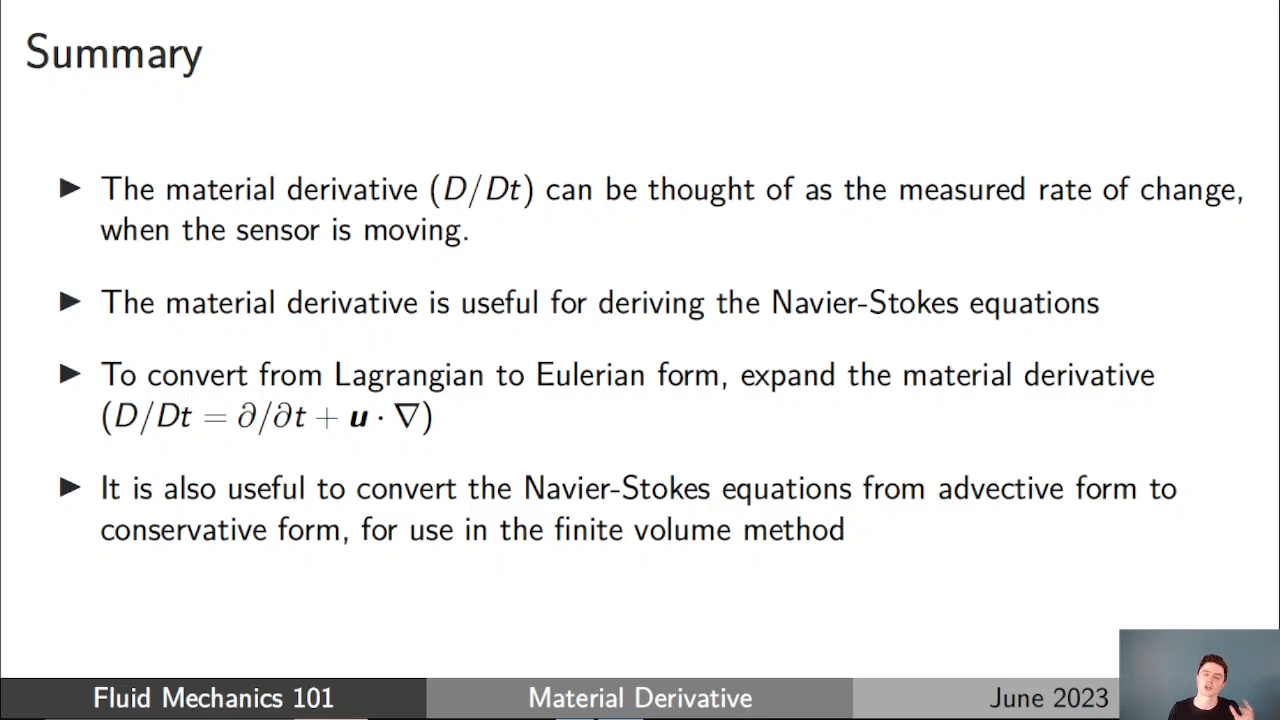 Summary
▶ The material derivative (D/Dt) can be thought of as the measured rate of change,
when the sensor is moving.
▶ The material derivative is useful for deriving the Navier-Stokes equations
▶ To convert from Lagrangian to Eulerian form, expand the material derivative
(D/Dt = ∂/∂t + u · ∇)
▶ It is also useful to convert the Navier-Stokes equations from advective form to
conservative form, for use in the finite volume method
Fluid Mechanics 101
Material Derivative
June 2023